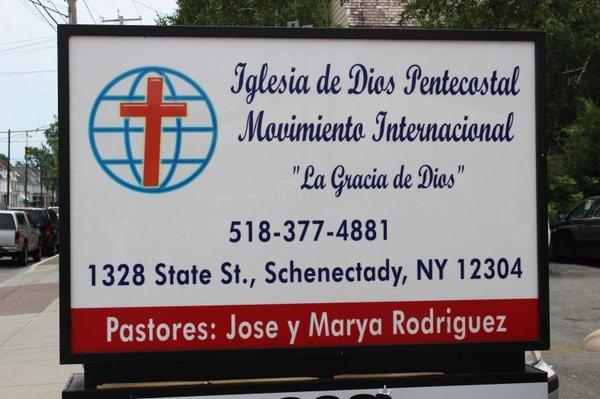 Iglesia de Dios Pentecostal
Movimiento Internacional
"La Gracia de Dios"
518-377-4881
1328 State St., Schenectady, NY 12304
Pastores: Jose y Marya Rodriguez